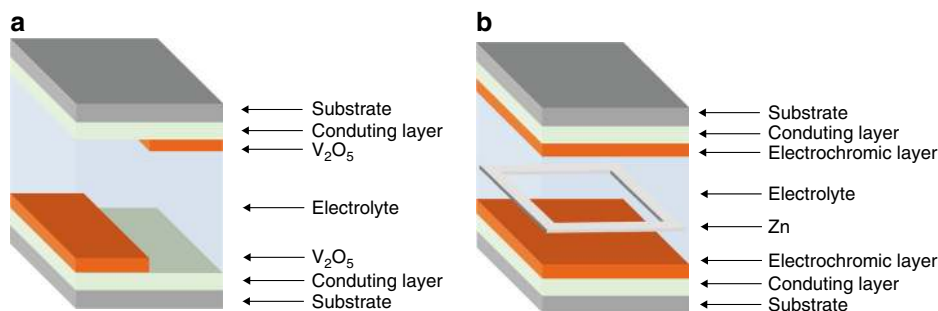 a
Substrate
Conduting layer
V₂O₅
Electrolyte
V₂O₅
Conduting layer
Substrate
b
Substrate
Conduting layer
Electrochromic layer
Electrolyte
Zn
Electrochromic layer
Conduting layer
Substrate